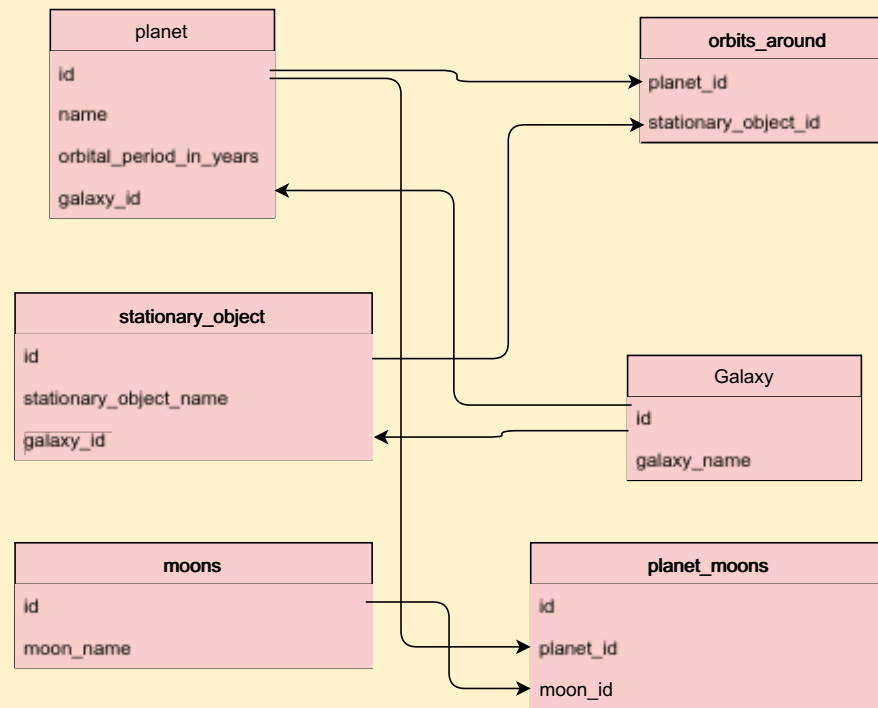 planet
id
name
orbital_period_in_years
galaxy_id
orbits_around
planet_id
stationary_object_id
stationary_object
id
stationary_object_name
galaxy_id
Galaxy
id
galaxy_name
moons
id
moon_name
planet_moons
id
planet_id
moon_id